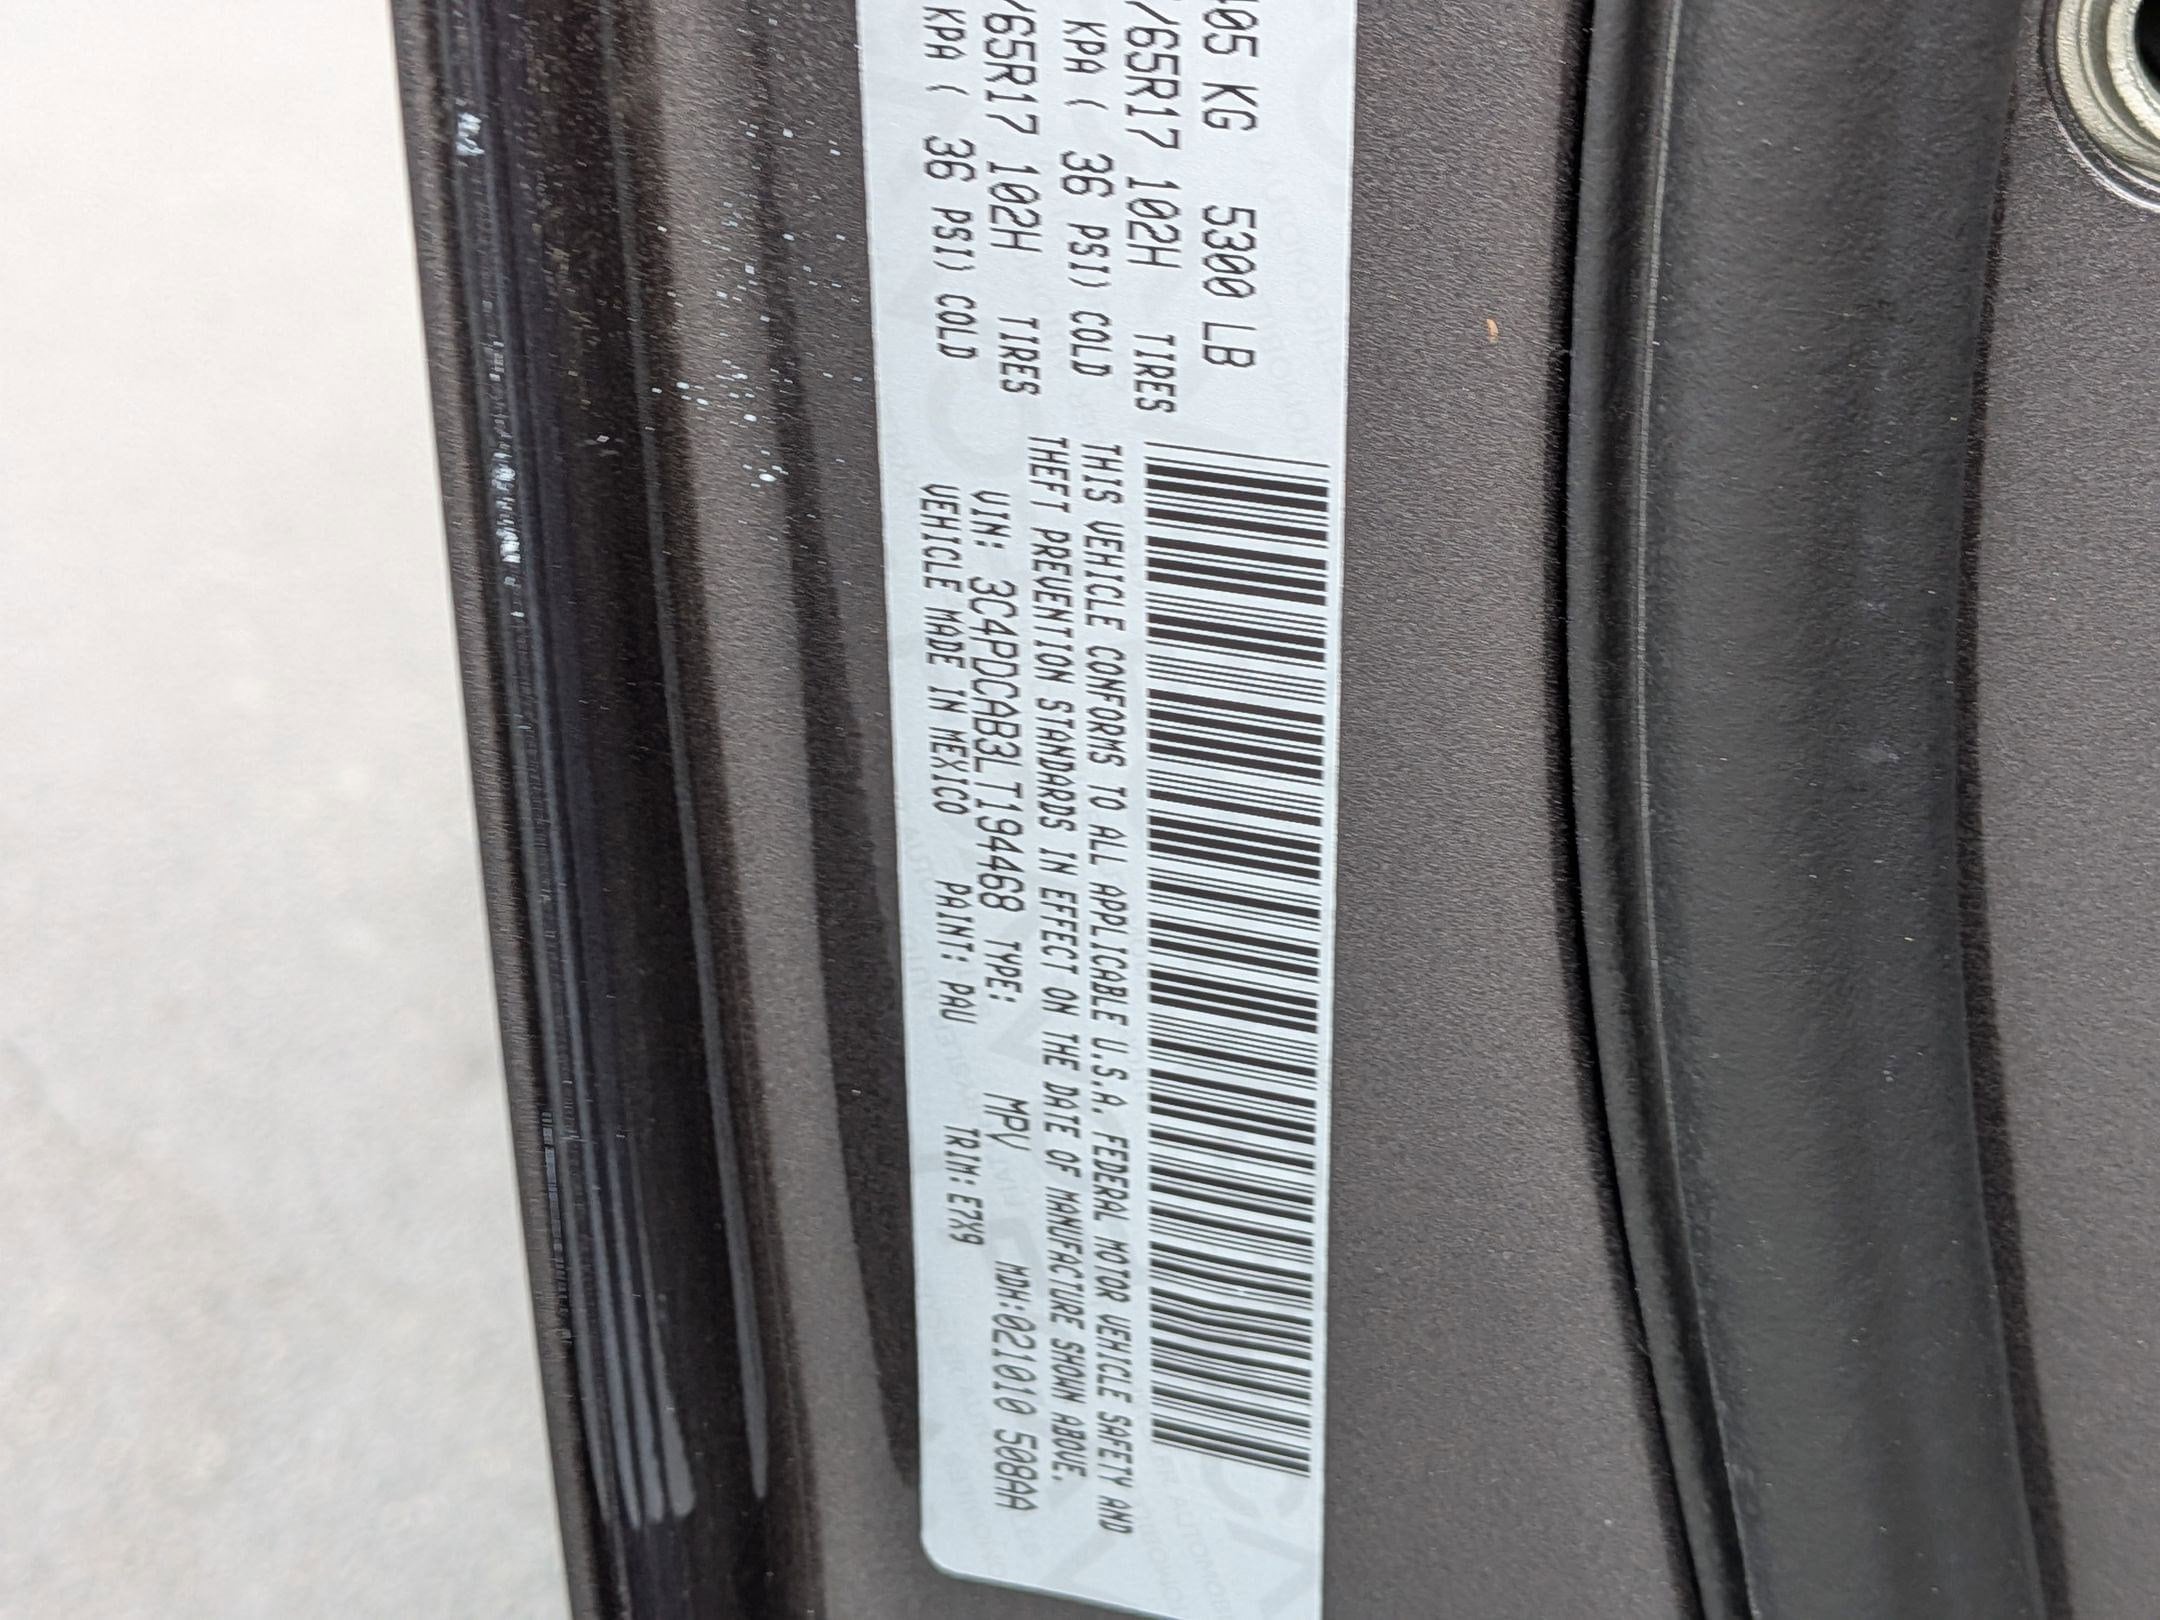 405 KG 5300 LB
/65R17 102H TIRES
KPA ( 36 PSI) COLD
/65R17 102H TIRES
KPA ( 36 PSI) COLD
THIS VEHICLE CONFORMS TO ALL APPLICABLE U.S.A. FEDERAL MOTOR VEHICLE SAFETY AND
THEFT PREVENTION STANDARDS IN EFFECT ON THE DATE OF MANUFACTURE SHOWN ABOVE.
VIN: 3C4PDCAB3LT194468 TYPE: MPV MDH:021010 508AA
VEHICLE MADE IN MEXICO PAINT: PAU TRIM: E7X9